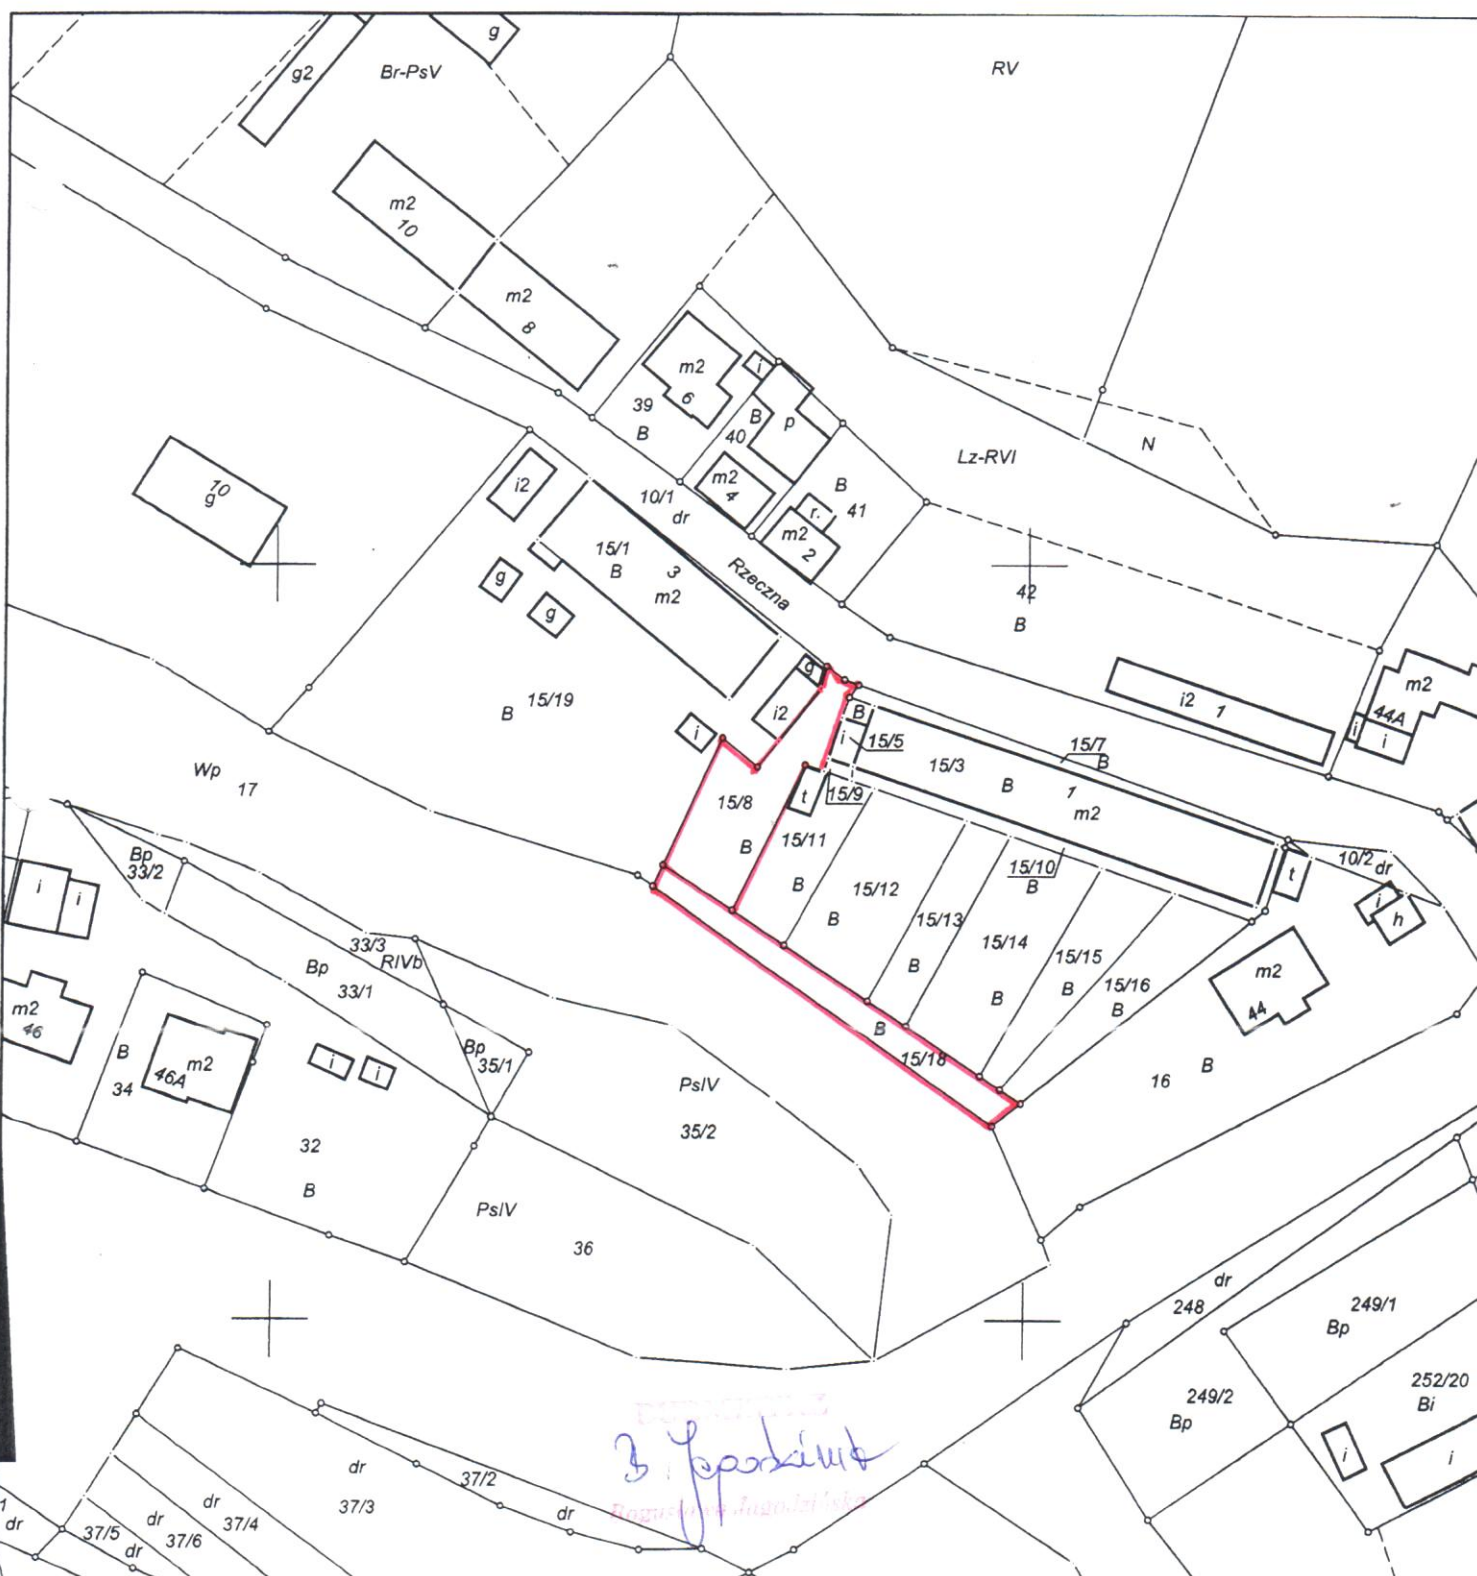 g
g2
Br-PsV
RV
m2
10
m2
8
m2
6
i
39
B
B
40
p
N
Lz-RVI
10
g
i2
m2
4
B
41
10/1
dr
r.
m2
2
15/1
B
3
m2
g
g
Rzeczna
42
B
g
i2
i
15/19
B
m2
44A
i
i
i2
1
B
i
15/5
15/7
B
15/3
B
1
m2
Wp
17
15/8
B
t
15/9
15/11
B
10/2
dr
t
i
h
Bp
33/2
i
i
15/12
B
15/10
B
15/13
B
15/14
B
15/15
B
15/16
B
33/3
RIVb
Bp
33/1
m2
44
m2
46
B
15/18
B
34
46A
m2
i
i
Bp
35/1
PsIV
35/2
16
B
32
B
PsIV
36
dr
248
249/1
Bp
249/2
Bp
252/20
Bi
i
i
dr
37/3
37/2
dr
dr
37/4
dr
37/6
37/5
dr
1
dr